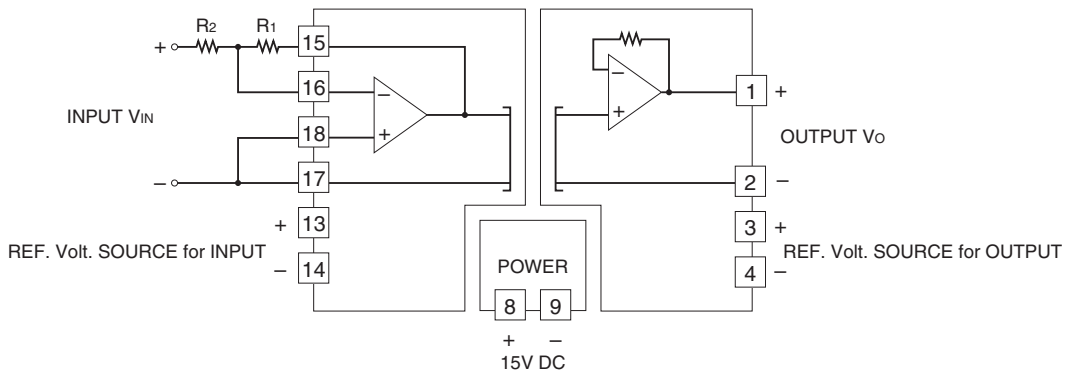 R2 R1
+ 15
16 –
INPUT VIN
18 +
– 17
+ 13
REF. Volt. SOURCE for INPUT
– 14
–
+
1 +
OUTPUT VO
2 –
3 +
REF. Volt. SOURCE for OUTPUT
4 –
POWER
8 9
+ –
15V DC